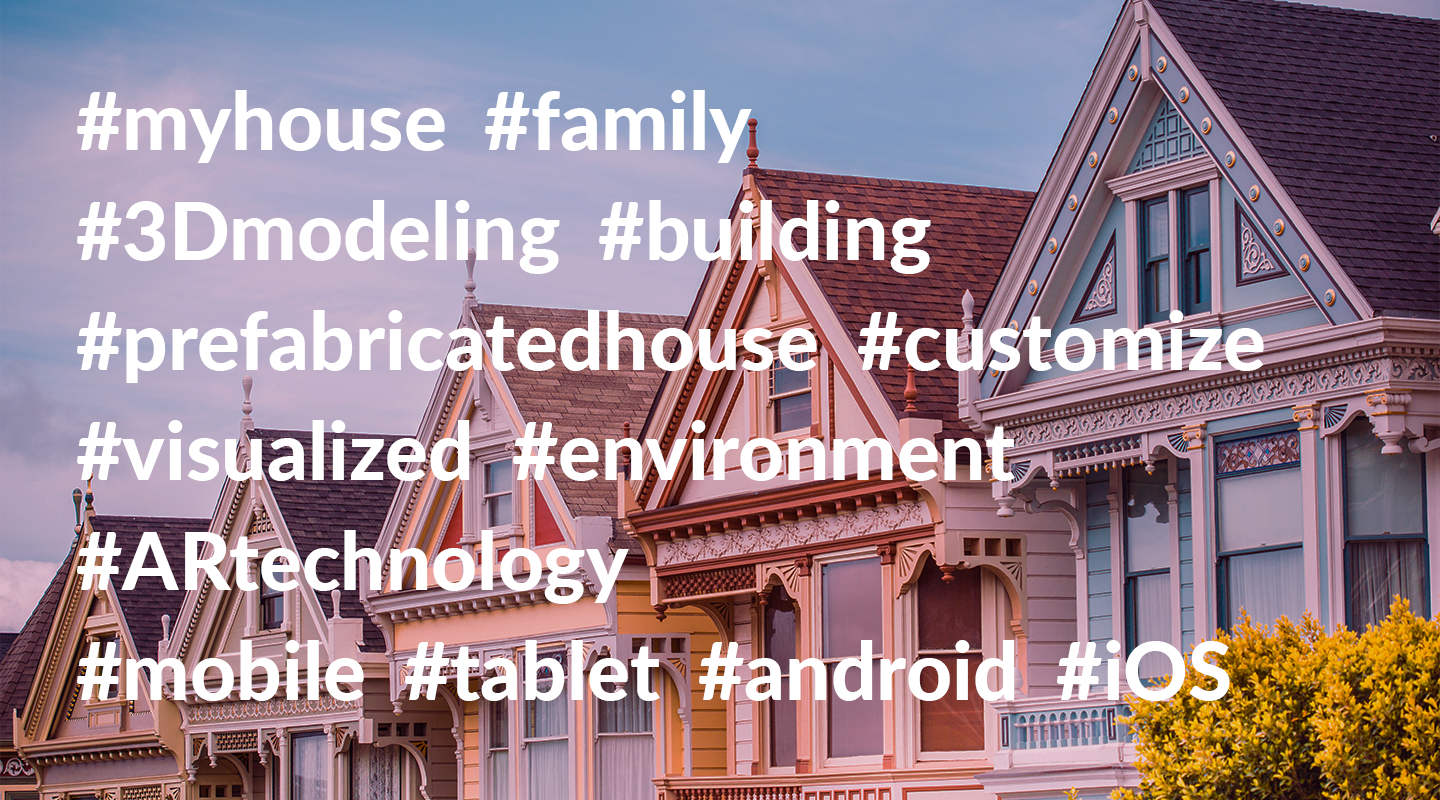 #myhouse #family
#3Dmodeling #building
#prefabricatedhouse #customize
#visualized #environment
#ARtechnology
#mobile #tablet #android #iOS